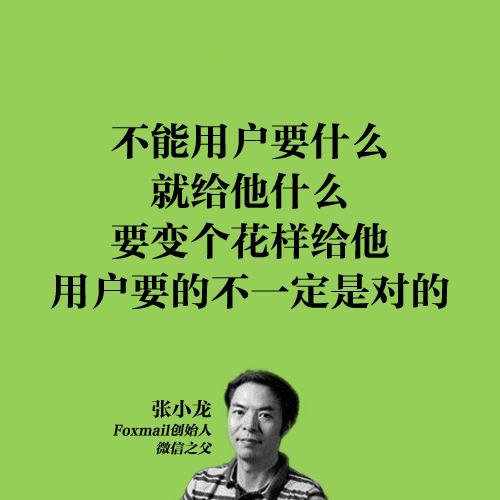 不能用户要什么
就给他什么
要变个花样给他
用户要的不一定是对的
张小龙
Foxmail创始人
微信之父